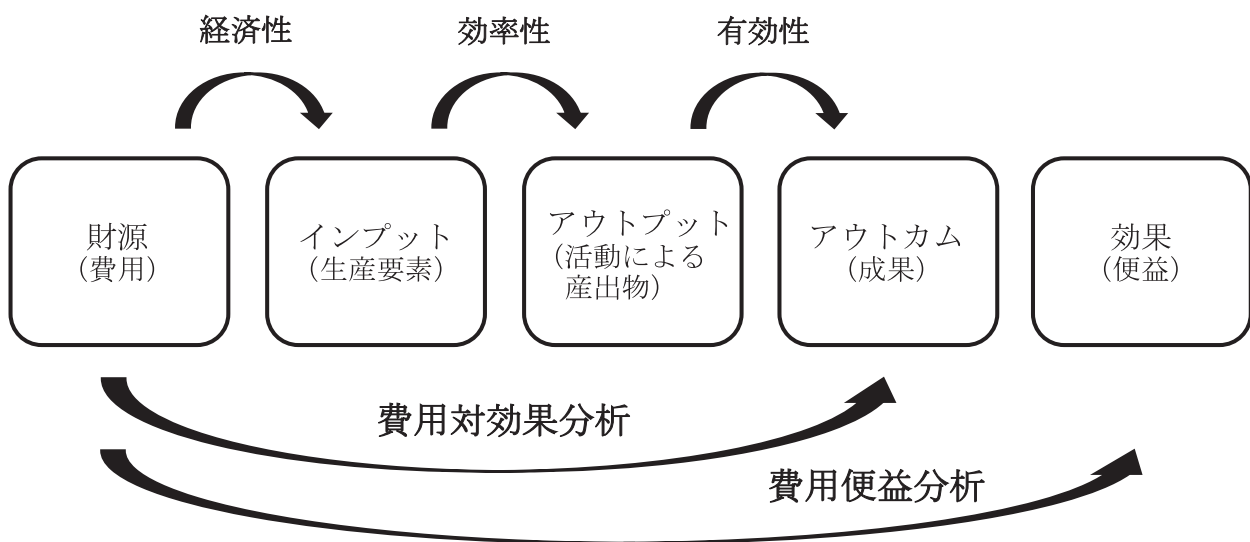 経済性
効率性
有効性
財源
（費用）
インプット
（生産要素）
アウトプット
（活動による
産出物）
アウトカム
（成果）
効果
（便益）
費用対効果分析
費用便益分析